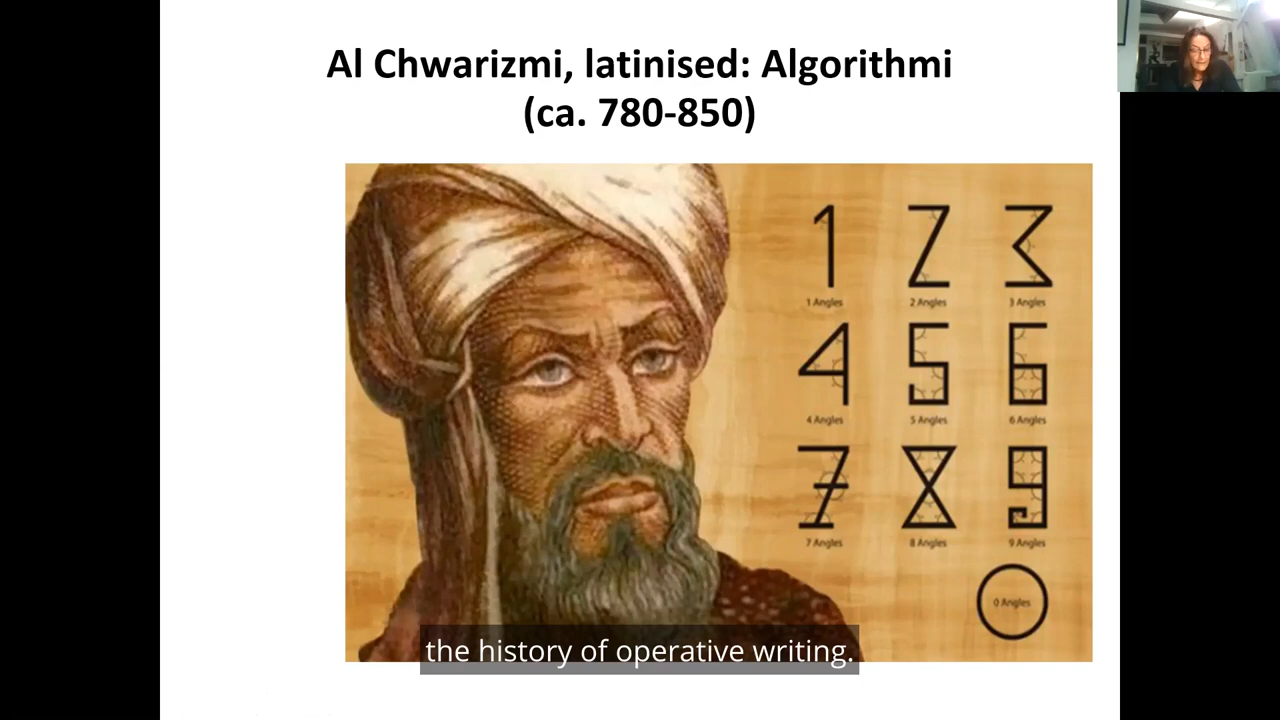 Al Chwarizmi, latinised: Algorithmi
(ca. 780-850)
1 2 3
1 Angles 2 Angles 3 Angles
4 5 6
4 Angles 5 Angles 6 Angles
7 8 9
7 Angles 8 Angles 9 Angles
0 Angles
the history of operative writing.